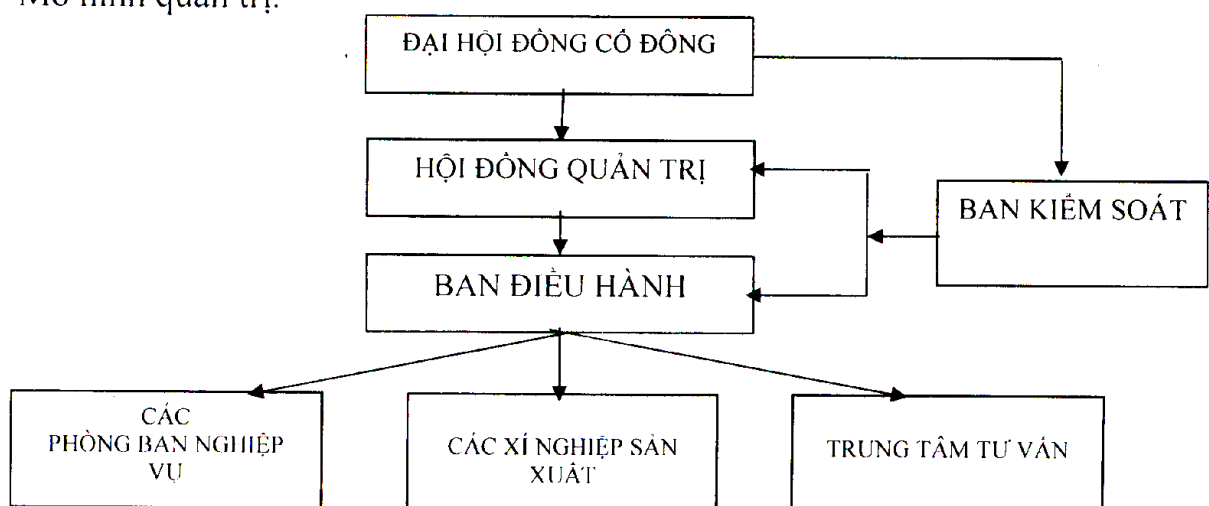 Mô hình quản trị:
ĐẠI HỘI ĐỒNG CỔ ĐÔNG
HỘI ĐỒNG QUẢN TRỊ
BAN KIỂM SOÁT
BAN ĐIỀU HÀNH
CÁC
PHÒNG BAN NGHIỆP
VỤ
CÁC XÍ NGHIỆP SẢN
XUẤT
TRUNG TÂM TƯ VẤN